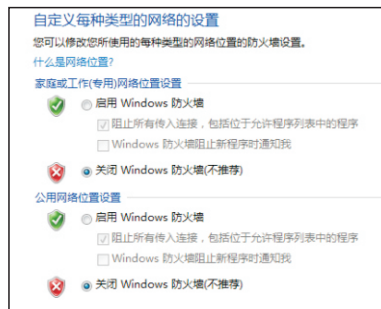 自定义每种类型的网络的设置
您可以修改您所使用的每种类型的网络位置的防火墙设置。
什么是网络位置?
家庭或工作(专用)网络位置设置
启用 Windows 防火墙
阻止所有传入连接，包括位于允许程序列表中的程序
Windows 防火墙阻止新程序时通知我
关闭 Windows 防火墙(不推荐)
公用网络位置设置
启用 Windows 防火墙
阻止所有传入连接，包括位于允许程序列表中的程序
Windows 防火墙阻止新程序时通知我
关闭 Windows 防火墙(不推荐)